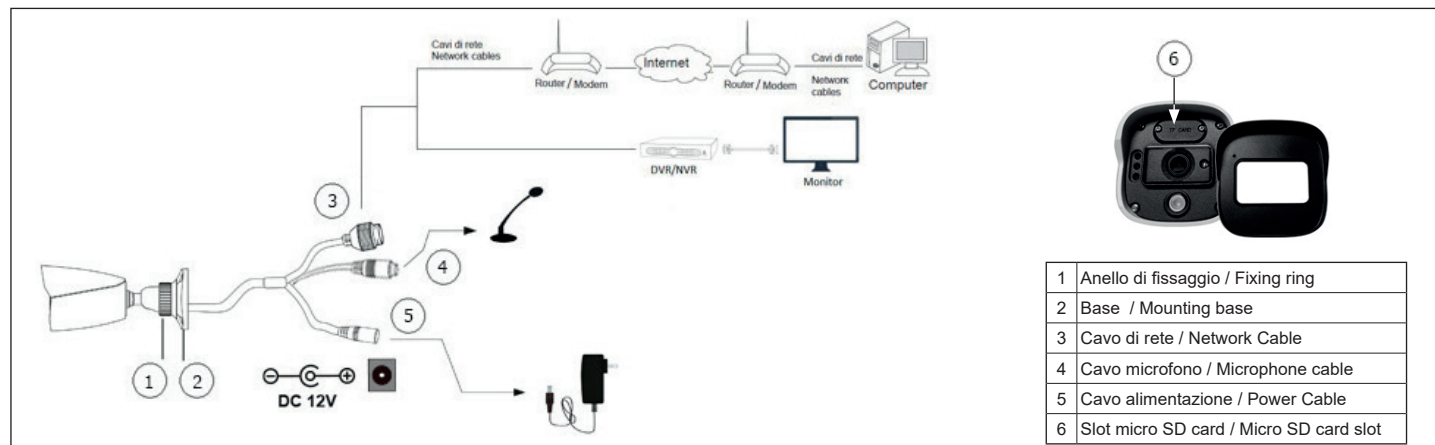 Cavi di rete
Network cables
Router / Modem
Internet
Router / Modem
Cavi di rete
Network
cables
Computer
DVR/NVR
Monitor
3
4
5
1
2
DC 12V
6
TF CARD
1 Anello di fissaggio / Fixing ring
2 Base / Mounting base
3 Cavo di rete / Network Cable
4 Cavo microfono / Microphone cable
5 Cavo alimentazione / Power Cable
6 Slot micro SD card / Micro SD card slot